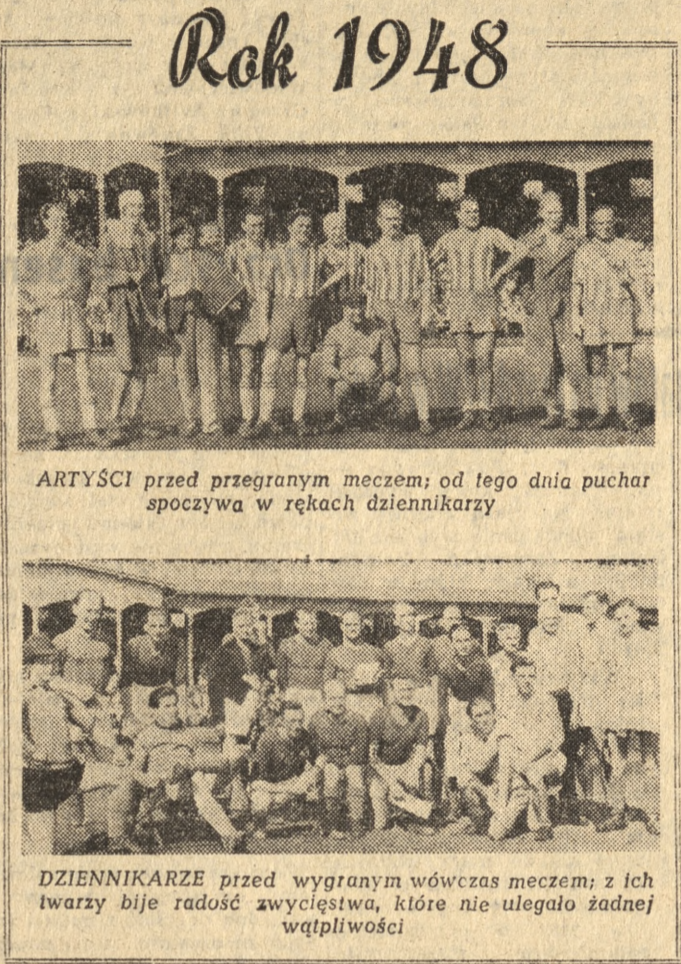 Rok 1948
ARTYŚCI przed przegranym meczem; od tego dnia puchar
spoczywa w rękach dziennikarzy
DZIENNIKARZE przed wygranym wówczas meczem; z ich
twarzy bije radość zwycięstwa, które nie ulegało żadnej
wątpliwości